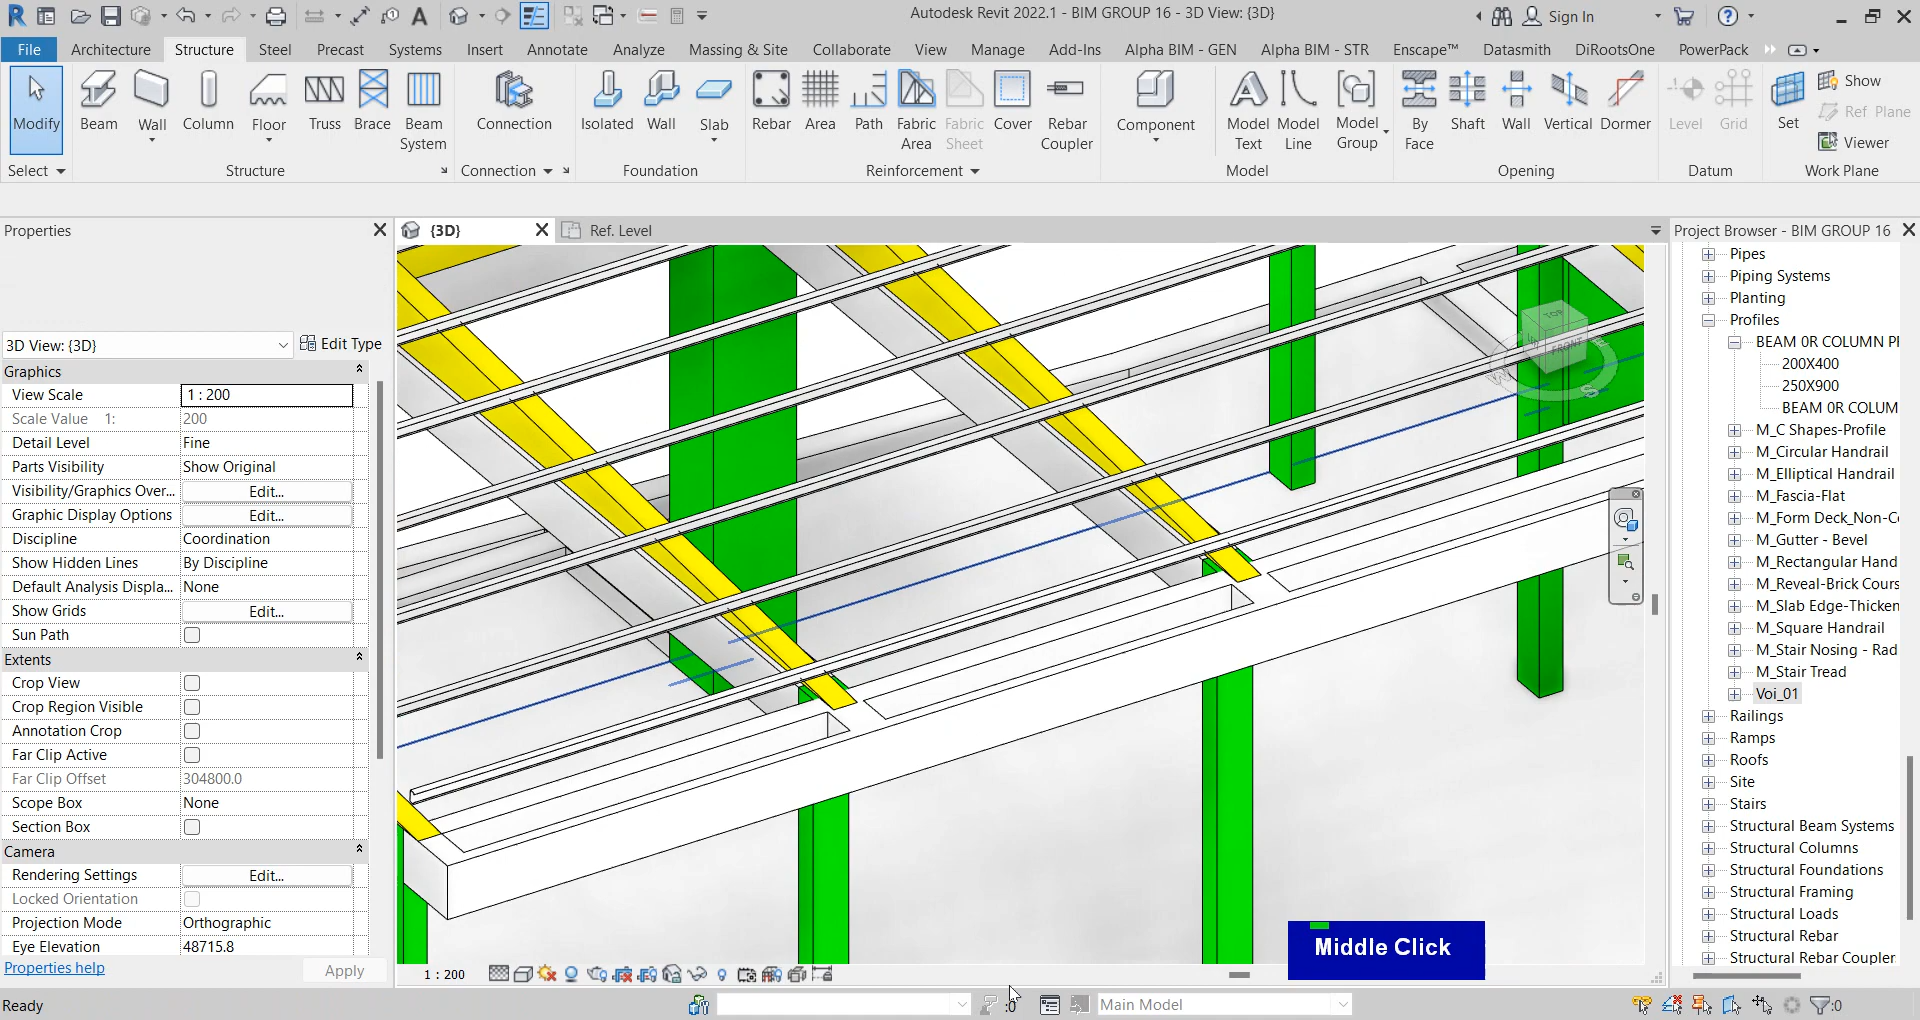 Autodesk Revit 2022.1 - BIM GROUP 16 - 3D View: {3D}
Sign In
File Architecture Structure Steel Precast Systems Insert Annotate Analyze Massing & Site Collaborate View Manage Add-Ins Alpha BIM - GEN Alpha BIM - STR Enscape™ Datasmith DiRootsOne PowerPack
Modify Beam Wall Column Floor Truss Brace Beam System Connection Isolated Wall Slab Rebar Area Path Fabric Area Fabric Sheet Cover Rebar Coupler Component Model Text Model Line Model Group By Face Shaft Wall Vertical Dormer Level Grid Set Show Ref Plane Viewer
Select Structure Connection Foundation Reinforcement Model Opening Datum Work Plane
Properties
3D View: {3D}
Edit Type
Graphics
View Scale 1 : 200
Scale Value 1: 200
Detail Level Fine
Parts Visibility Show Original
Visibility/Graphics Over... Edit...
Graphic Display Options Edit...
Discipline Coordination
Show Hidden Lines By Discipline
Default Analysis Displa... None
Show Grids Edit...
Sun Path
Extents
Crop View
Crop Region Visible
Annotation Crop
Far Clip Active
Far Clip Offset 304800.0
Scope Box None
Section Box
Camera
Rendering Settings Edit...
Locked Orientation
Projection Mode Orthographic
Eye Elevation 48715.8
Properties help
Apply
{3D}
Ref. Level
TOP
FRONT
Middle Click
1 : 200
Project Browser - BIM GROUP 16
Pipes
Piping Systems
Planting
Profiles
BEAM 0R COLUMN P
200X400
250X900
BEAM 0R COLUM
M_C Shapes-Profile
M_Circular Handrail
M_Elliptical Handrail
M_Fascia-Flat
M_Form Deck_Non-C
M_Gutter - Bevel
M_Rectangular Hand
M_Reveal-Brick Cours
M_Slab Edge-Thicken
M_Square Handrail
M_Stair Nosing - Rad
M_Stair Tread
Voi_01
Railings
Ramps
Roofs
Site
Stairs
Structural Beam Systems
Structural Columns
Structural Foundations
Structural Framing
Structural Loads
Structural Rebar
Structural Rebar Coupler
Ready
:0
Main Model
:0